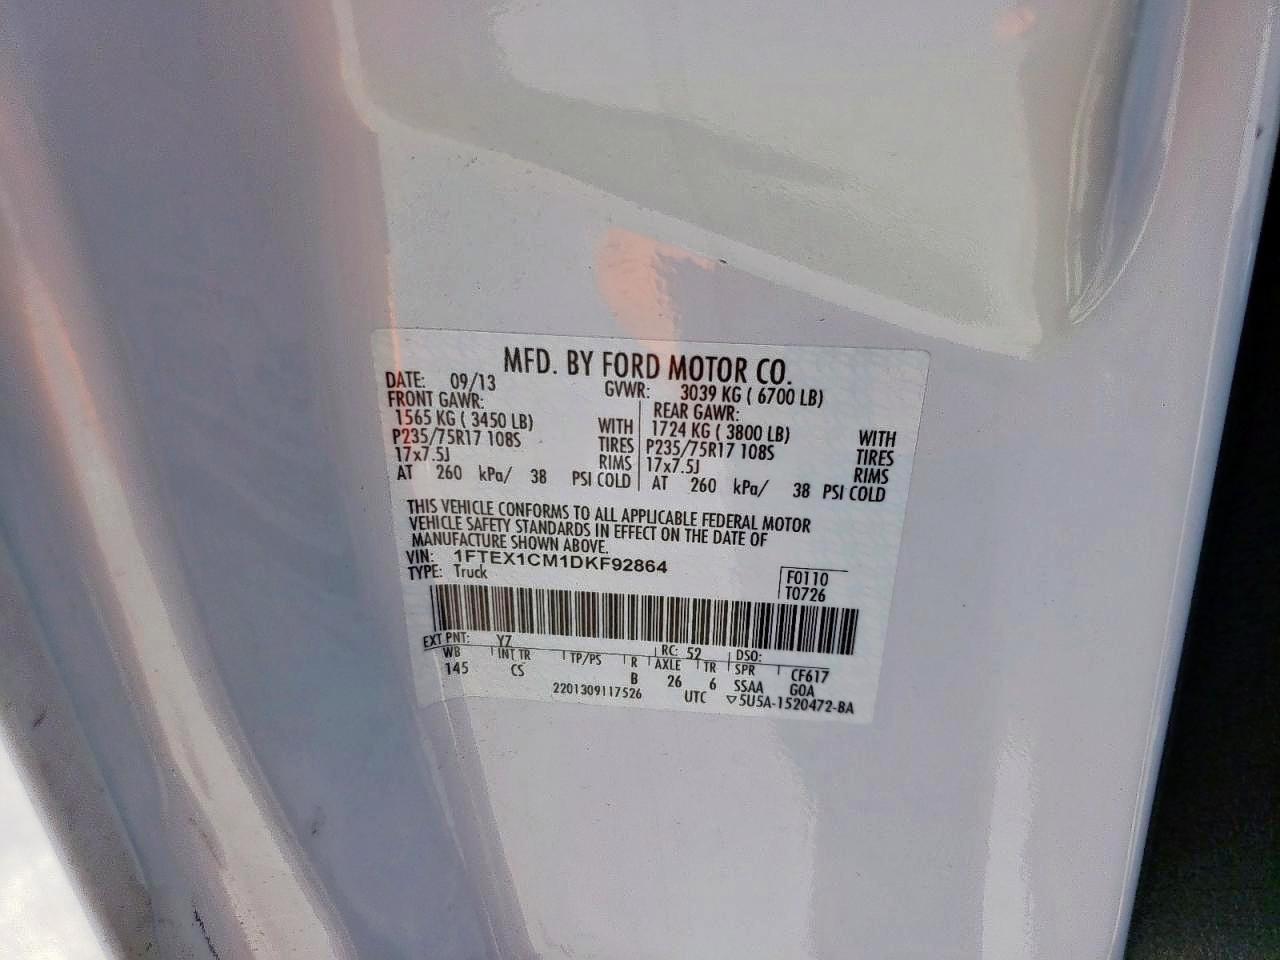 MFD. BY FORD MOTOR CO.
DATE: 09/13 GVWR: 3039 KG ( 6700 LB)
FRONT GAWR: REAR GAWR:
1565 KG ( 3450 LB) WITH 1724 KG ( 3800 LB) WITH
P235/75R17 108S TIRES P235/75R17 108S TIRES
17x7.5J RIMS 17x7.5J RIMS
AT 260 kPa/ 38 PSI COLD AT 260 kPa/ 38 PSI COLD
THIS VEHICLE CONFORMS TO ALL APPLICABLE FEDERAL MOTOR
VEHICLE SAFETY STANDARDS IN EFFECT ON THE DATE OF
MANUFACTURE SHOWN ABOVE.
VIN: 1FTEX1CM1DKF92864
TYPE: Truck F0110
T0726
EXT PNT: YZ RC: 52 DSO:
WB INT TR TP/PS R AXLE TR SPR CF617
145 CS B 26 6 SSAA GOA
2201309117526 UTC ▽5U5A-1520472-BA